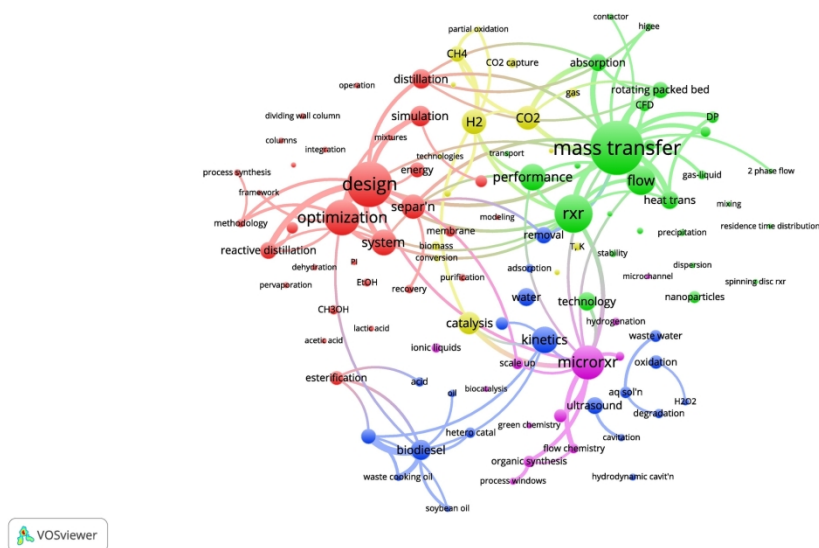 partial oxidation
contactor
higee
CH4
CO2 capture
absorption
distillation
operation
gas
rotating packed bed
CFD
simulation
H2
CO2
DP
dividing wall column
mixtures
mass transfer
columns
integration
technologies
transport
process synthesis
energy
performance
gas-liquid
2 phase flow
design
flow
framework
heat trans
mixing
separ'n
methodology
optimization
modeling
rxr
residence time distribution
membrane
removal
precipitation
system
biomass
T, K
reactive distillation
conversion
stability
PI
dehydration
adsorption
dispersion
purification
microchannel
spinning disc rxr
pervaporation
EtOH
recovery
water
nanoparticles
technology
CH3OH
catalysis
hydrogenation
lactic acid
kinetics
waste water
acetic acid
ionic liquids
scale up
microrxr
oxidation
esterification
acid
oil
biocatalysis
aq sol'n
H2O2
ultrasound
degradation
green chemistry
hetero catal
cavitation
biodiesel
flow chemistry
organic synthesis
waste cooking oil
process windows
hydrodynamic cavit'n
soybean oil
VOSviewer